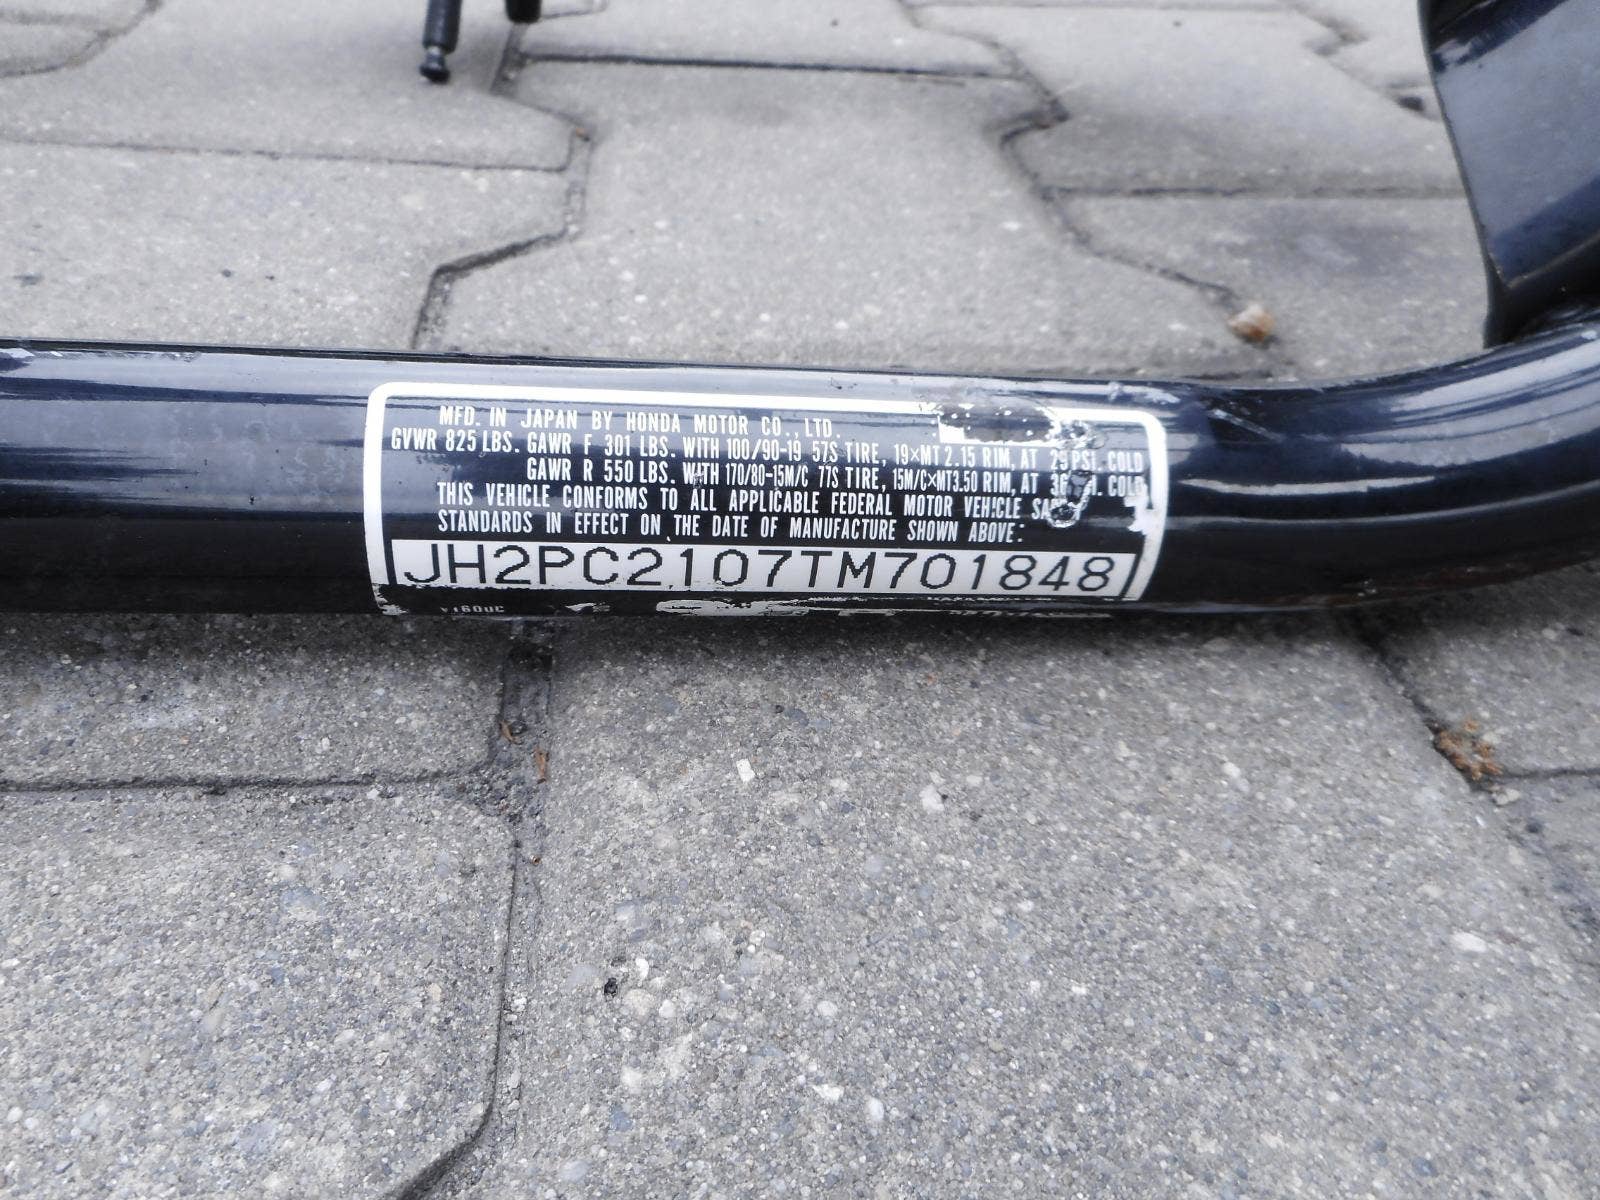 MFD. IN JAPAN BY HONDA MOTOR CO., LTD.
GVWR 825 LBS. GAWR F 301 LBS. WITH 100/90-19 57S TIRE, 19×MT 2.15 RIM, AT 29 PSI. COLD
GAWR R 550 LBS. WITH 170/80-15M/C 77S TIRE, 15M/C×MT3.50 RIM, AT COLD
THIS VEHICLE CONFORMS TO ALL APPLICABLE FEDERAL MOTOR VEHICLE
STANDARDS IN EFFECT ON THE DATE OF MANUFACTURE SHOWN ABOVE:
JH2PC2107TM701848